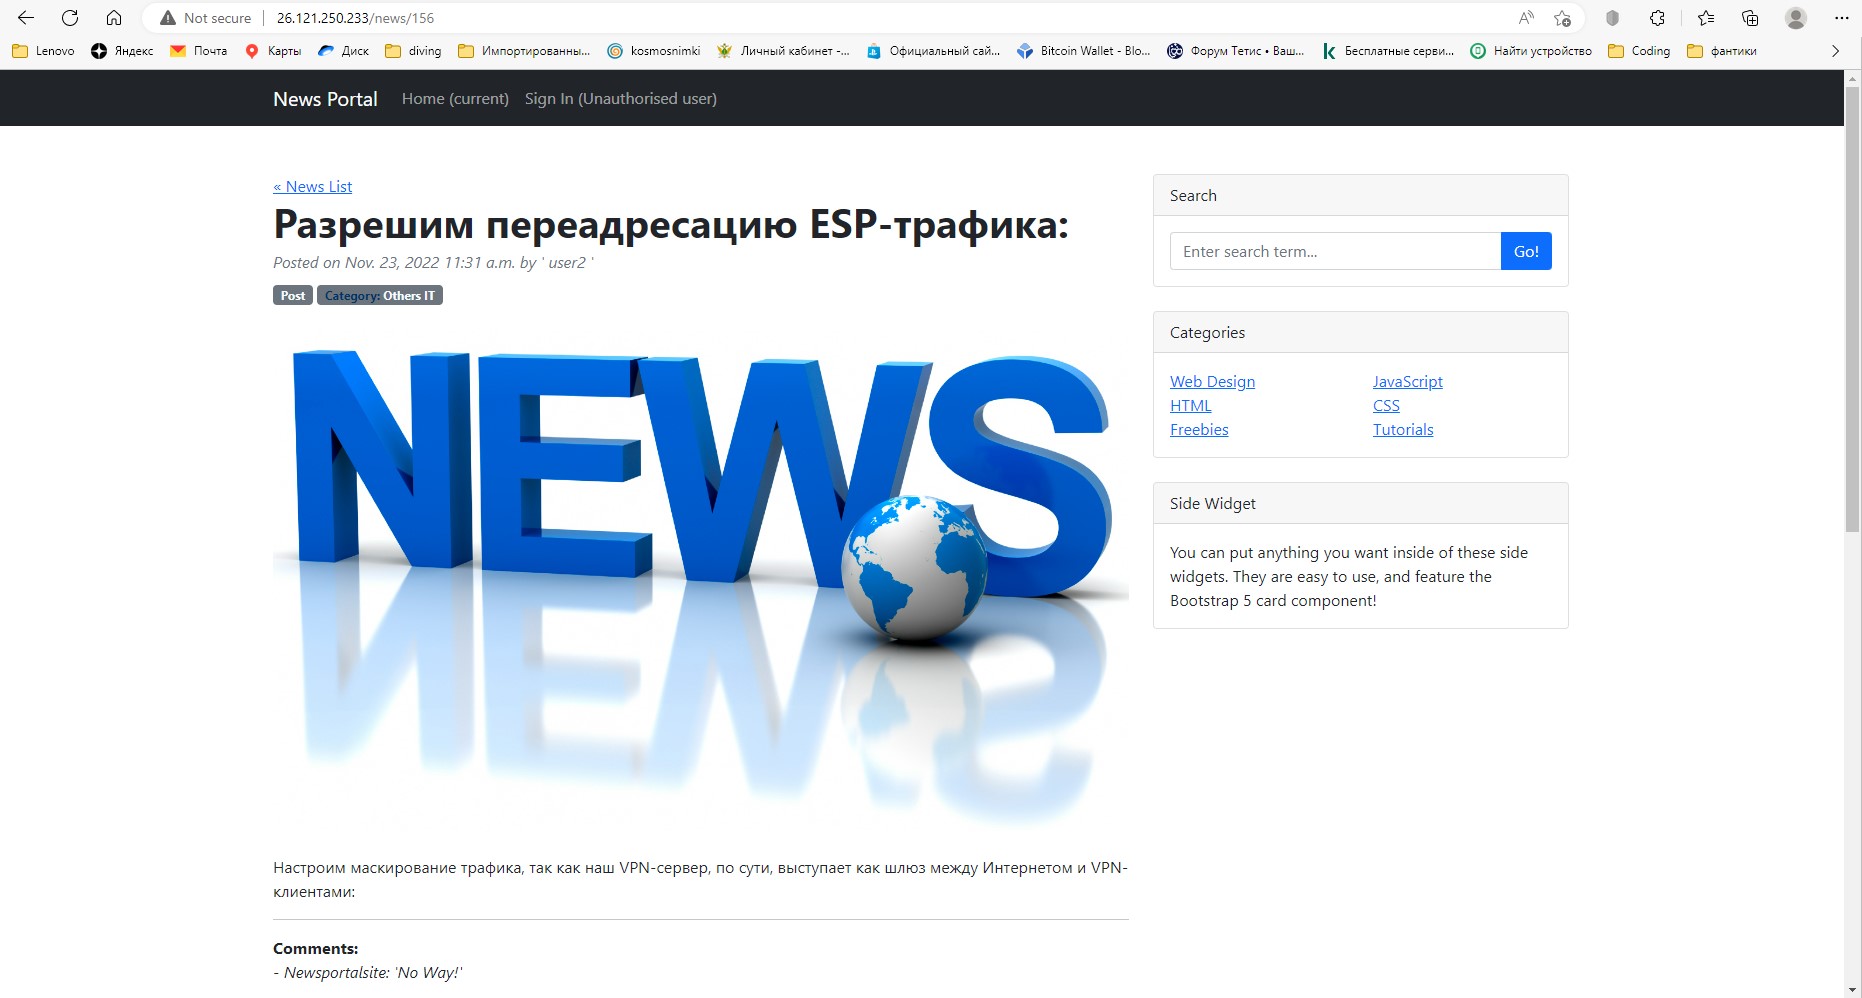 Not secure
26.121.250.233/news/156
Lenovo
Яндекс
Почта
Карты
Диск
diving
Импортированны...
kosmosnimki
Личный кабинет -...
Официальный сай...
Bitcoin Wallet - Blo...
Форум Тетис • Ваш...
Бесплатные серви...
Найти устройство
Coding
фантики
News Portal
Home (current)
Sign In (Unauthorised user)
« News List
Разрешим переадресацию ESP-трафика:
Posted on Nov. 23, 2022 11:31 a.m. by ' user2 '
Post
Category: Others IT
NEWS
Настроим маскирование трафика, так как наш VPN-сервер, по сути, выступает как шлюз между Интернетом и VPN-
клиентами:
Comments:
- Newsportalsite: 'No Way!'
Search
Enter search term...
Go!
Categories
Web Design
HTML
Freebies
JavaScript
CSS
Tutorials
Side Widget
You can put anything you want inside of these side
widgets. They are easy to use, and feature the
Bootstrap 5 card component!